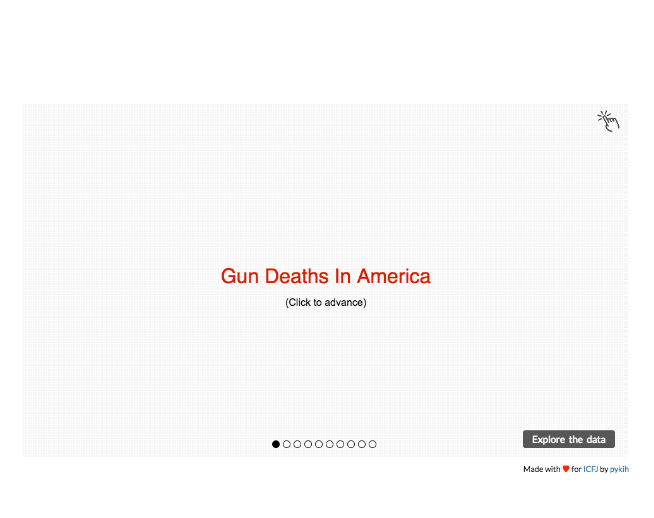 Gun Deaths In America
(Click to advance)
Explore the data
Made with ♥ for ICFJ by pykih